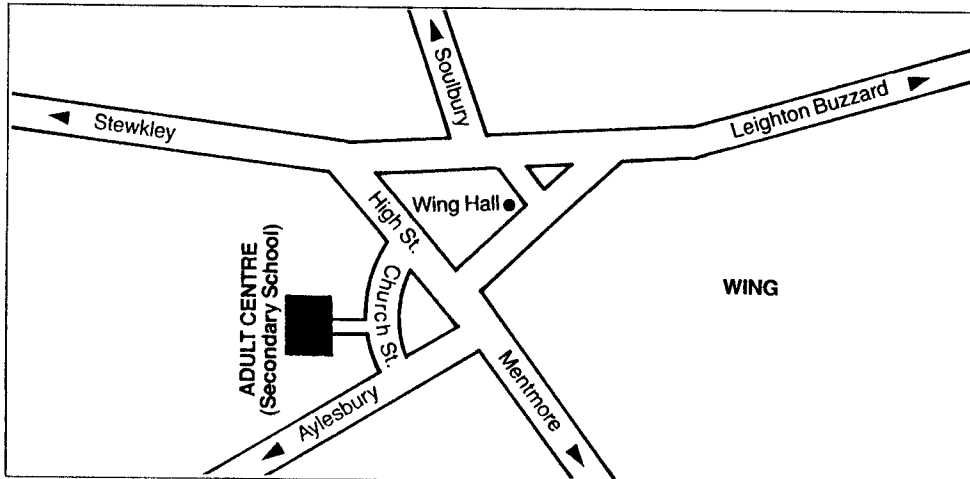 Soulbury
Stewkley
Leighton Buzzard
Wing Hall
High St.
Church St.
ADULT CENTRE
(Secondary School)
WING
Mentmore
Aylesbury